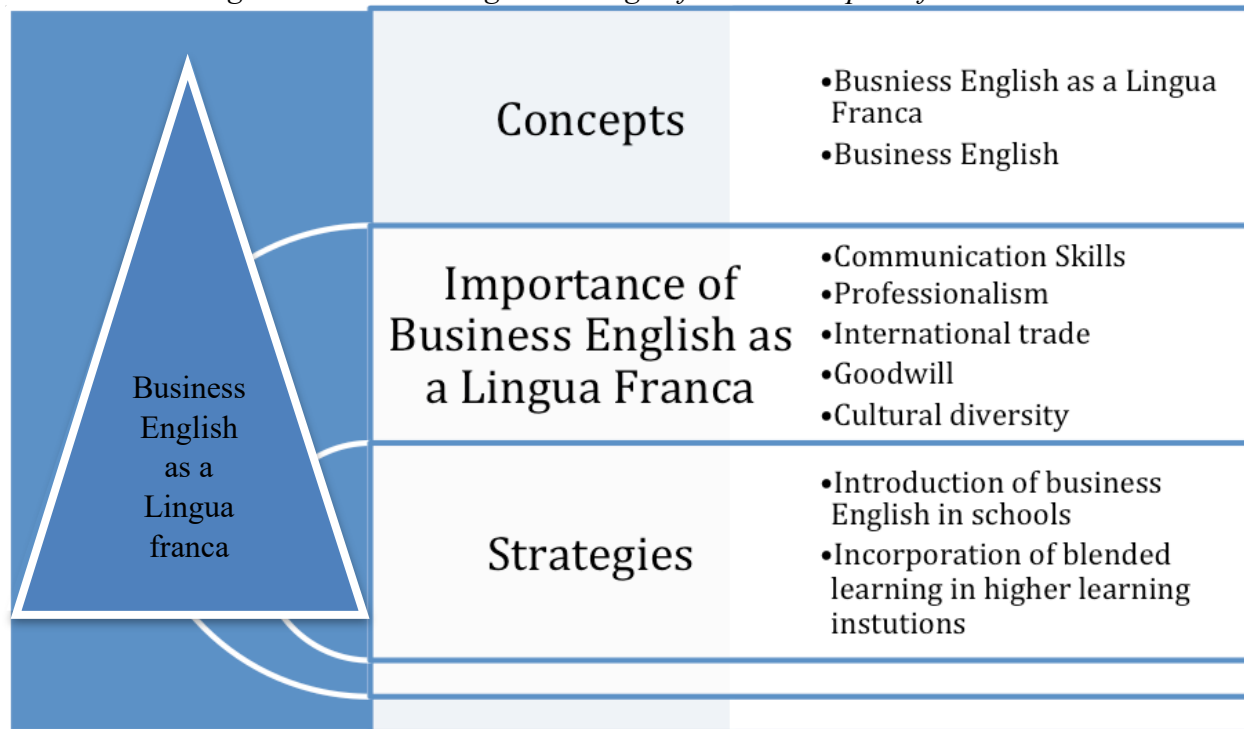 Business
English
as a
Lingua
franca
Concepts
•Busniess English as a Lingua
Franca
•Business English
Importance of
Business English as
a Lingua Franca
•Communication Skills
•Professionalism
•International trade
•Goodwill
•Cultural diversity
Strategies
•Introduction of business
English in schools
•Incorporation of blended
learning in higher learning
instutions